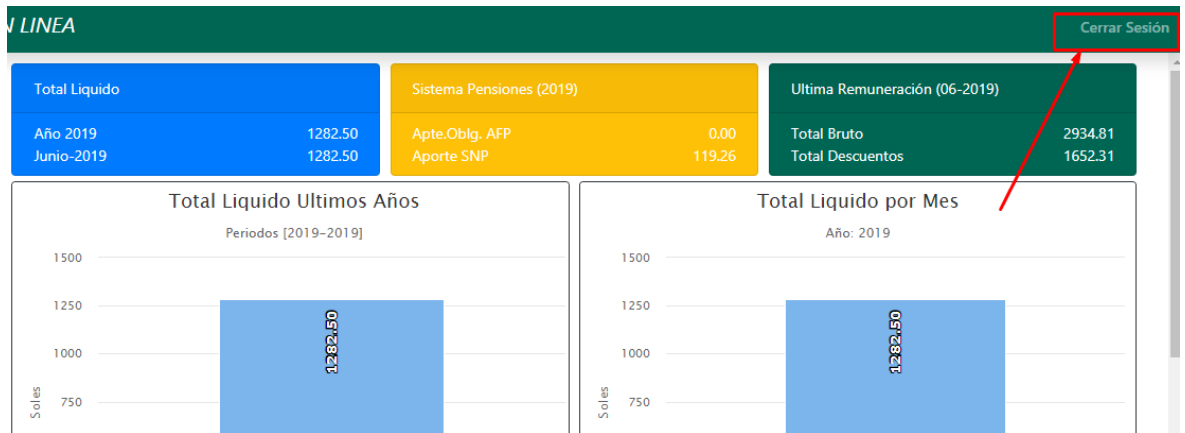 LINEA
Cerrar Sesión
Total Liquido
Año 2019 1282.50
Junio-2019 1282.50
Sistema Pensiones (2019)
Apte.Oblg. AFP 0.00
Aporte SNP 119.26
Ultima Remuneración (06-2019)
Total Bruto 2934.81
Total Descuentos 1652.31
Total Liquido Ultimos Años
Periodos [2019-2019]
1500
1250
1000
750
Soles
1282.50
Total Liquido por Mes
Año: 2019
1500
1250
1000
750
Soles
1282.50